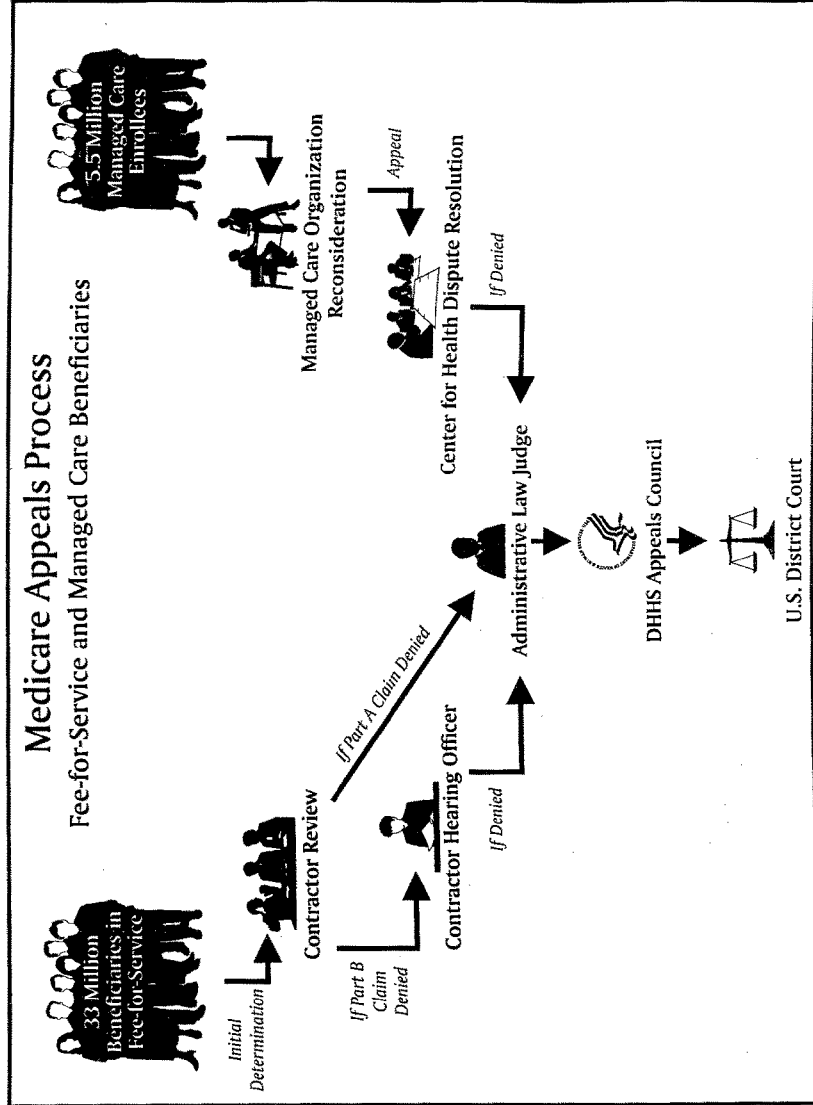 Medicare Appeals Process
Fee-for-Service and Managed Care Beneficiaries
33 Million
Beneficiaries in
Fee-for-Service
5.5 Million
Managed Care
Enrollees
Initial
Determination
Contractor Review
If Part A Claim Denied
If Part B
Claim
Denied
Contractor Hearing Officer
If Denied
Managed Care Organization
Reconsideration
Appeal
Center for Health Dispute Resolution
If Denied
Administrative Law Judge
DHHS Appeals Council
U.S. District Court